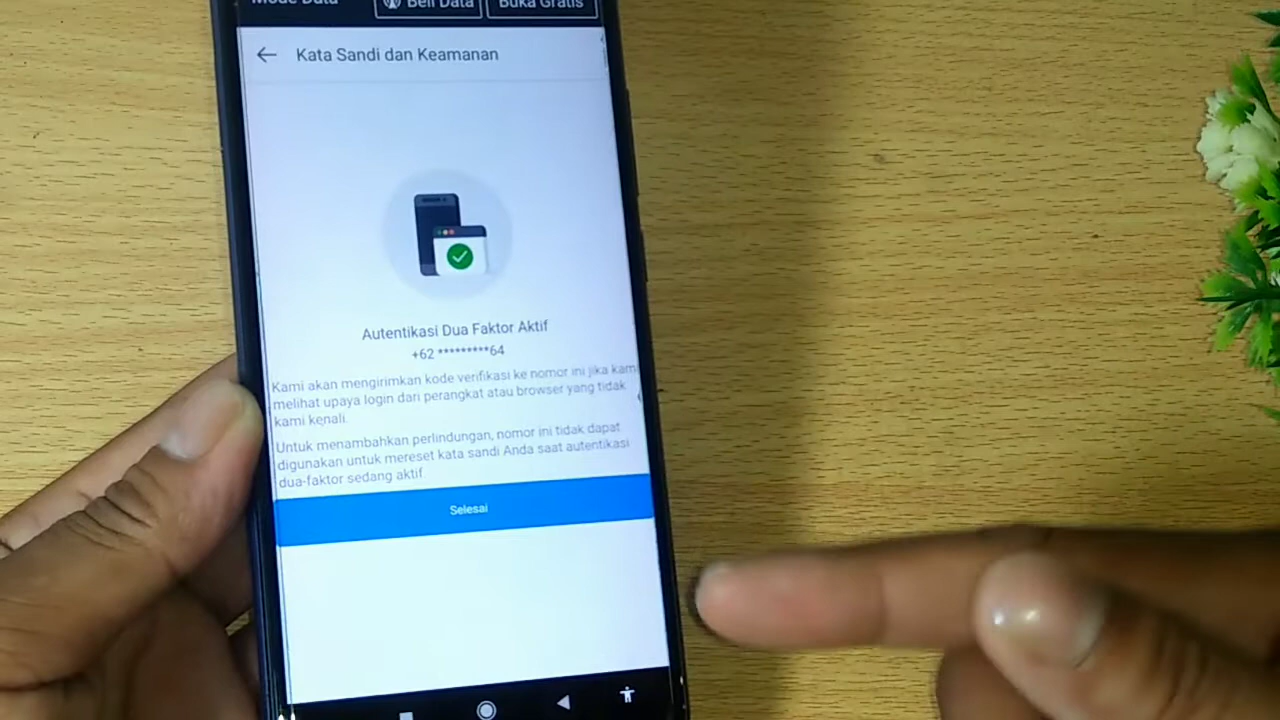 Mode Data
Beli Data
Buka Gratis
Kata Sandi dan Keamanan
Autentikasi Dua Faktor Aktif
+62 *********64
Kami akan mengirimkan kode verifikasi ke nomor ini jika kami
melihat upaya login dari perangkat atau browser yang tidak
kami kenali.
Untuk menambahkan perlindungan, nomor ini tidak dapat
digunakan untuk mereset kata sandi Anda saat autentikasi
dua-faktor sedang aktif.
Selesai